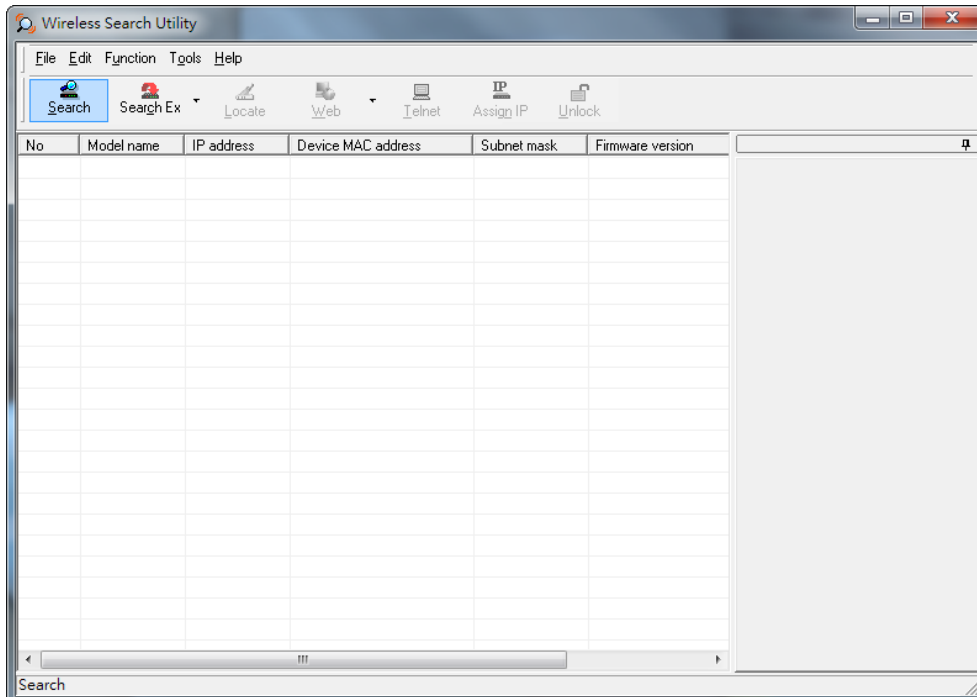 Wireless Search Utility
File Edit Function Tools Help
Search Search Ex Locate Web Telnet Assign IP Unlock
No Model name IP address Device MAC address Subnet mask Firmware version
Search